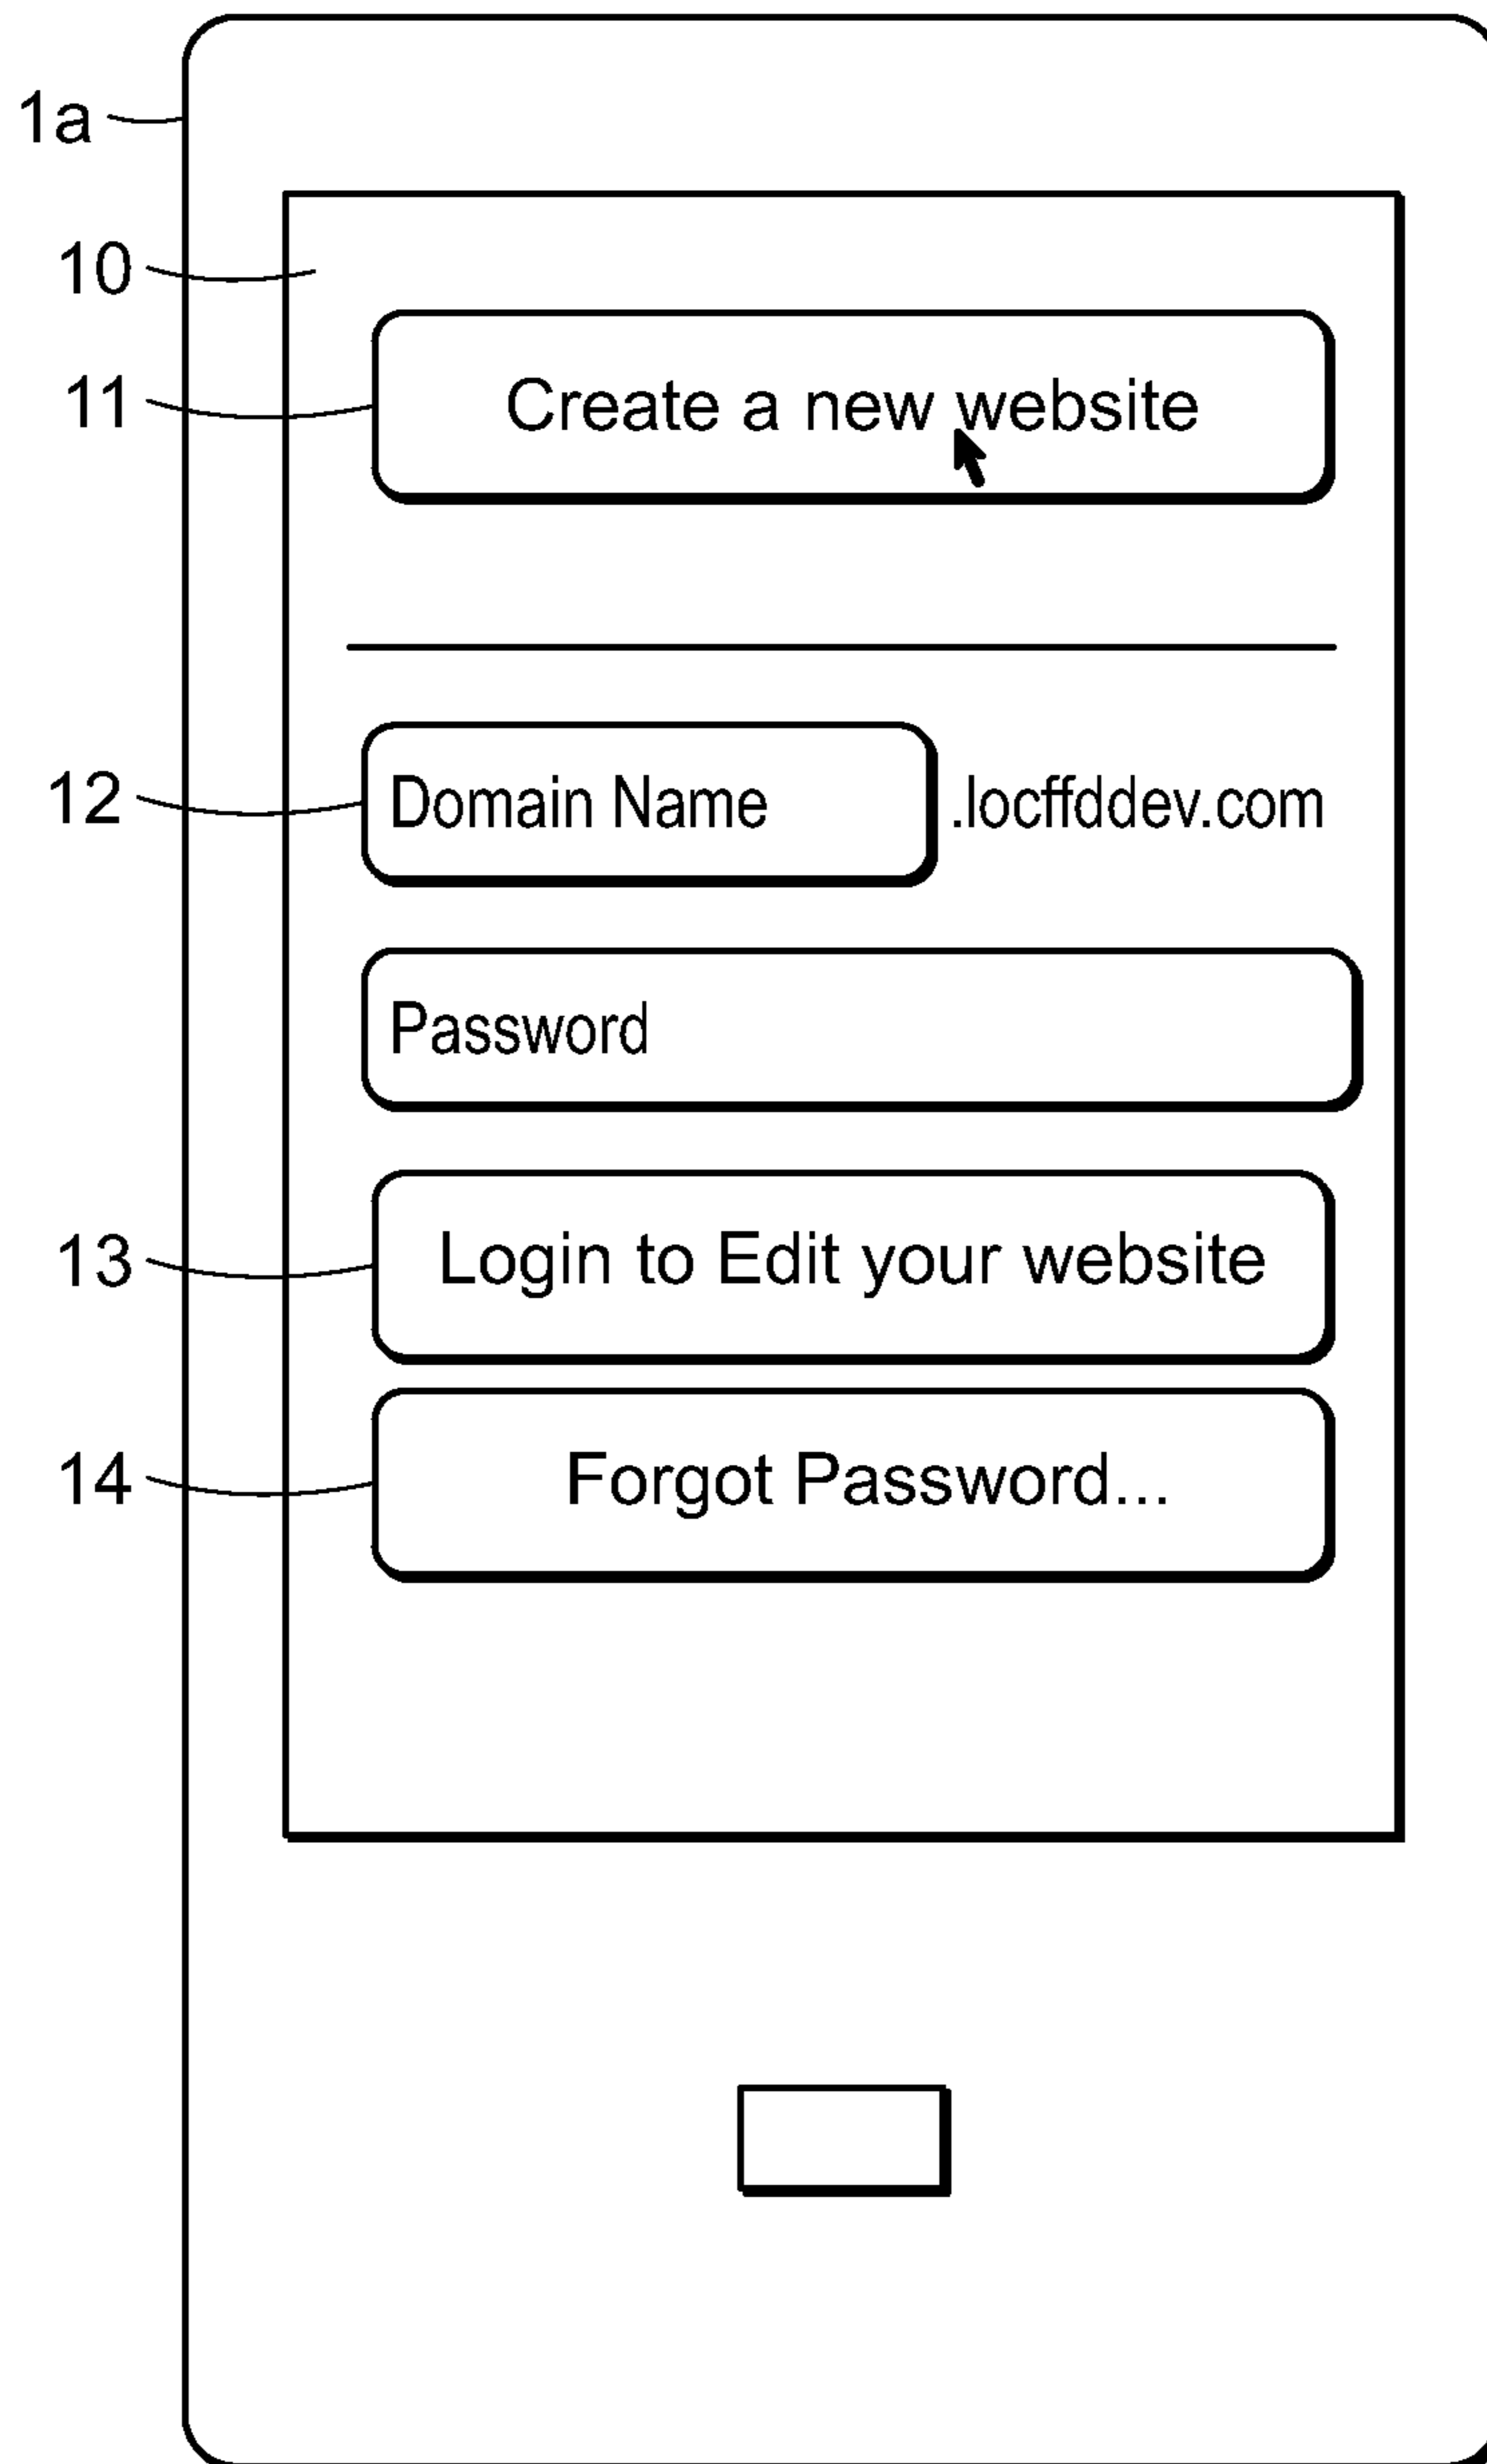 1a
10
11 Create a new website
12 Domain Name .locffddev.com
Password
13 Login to Edit your website
14 Forgot Password...